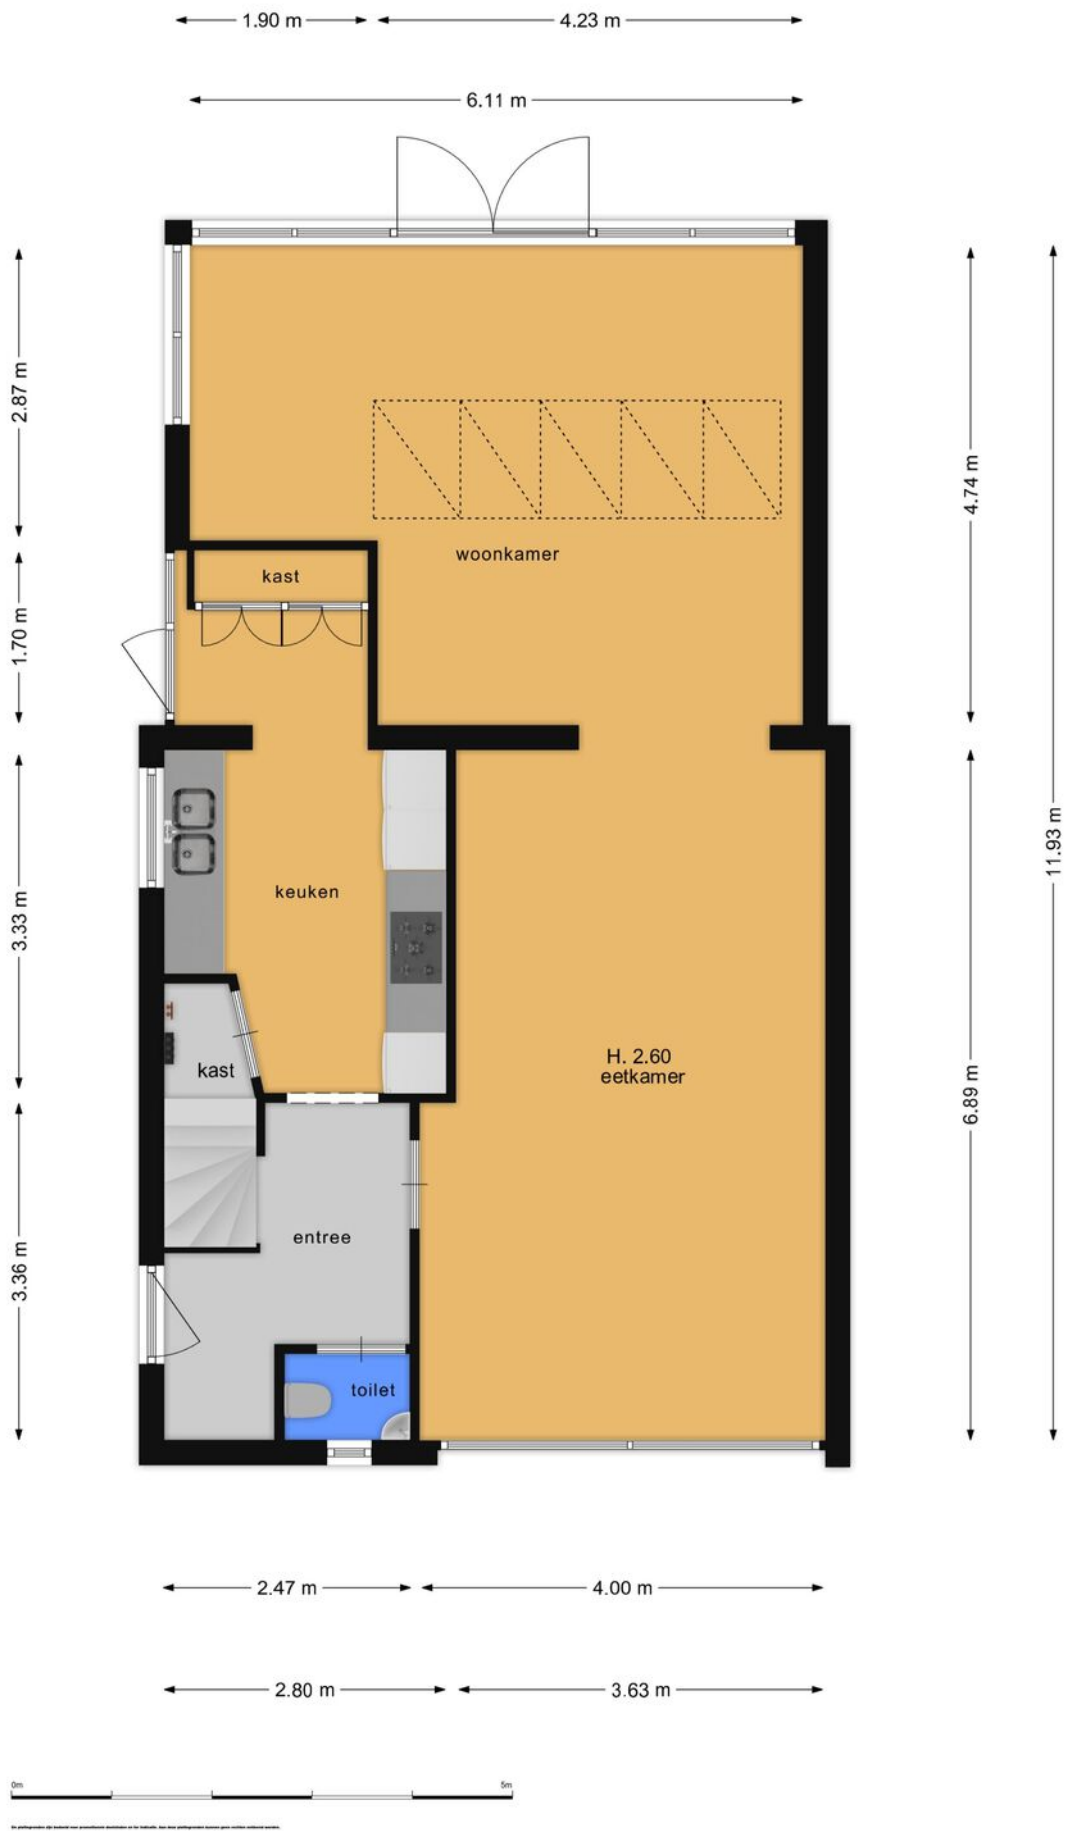 1.90 m 4.23 m
6.11 m
2.87 m
4.74 m
woonkamer
kast
1.70 m
11.93 m
keuken
3.33 m
H. 2.60
eetkamer
kast
6.89 m
entree
3.36 m
toilet
2.47 m 4.00 m
2.80 m 3.63 m
0m 5m